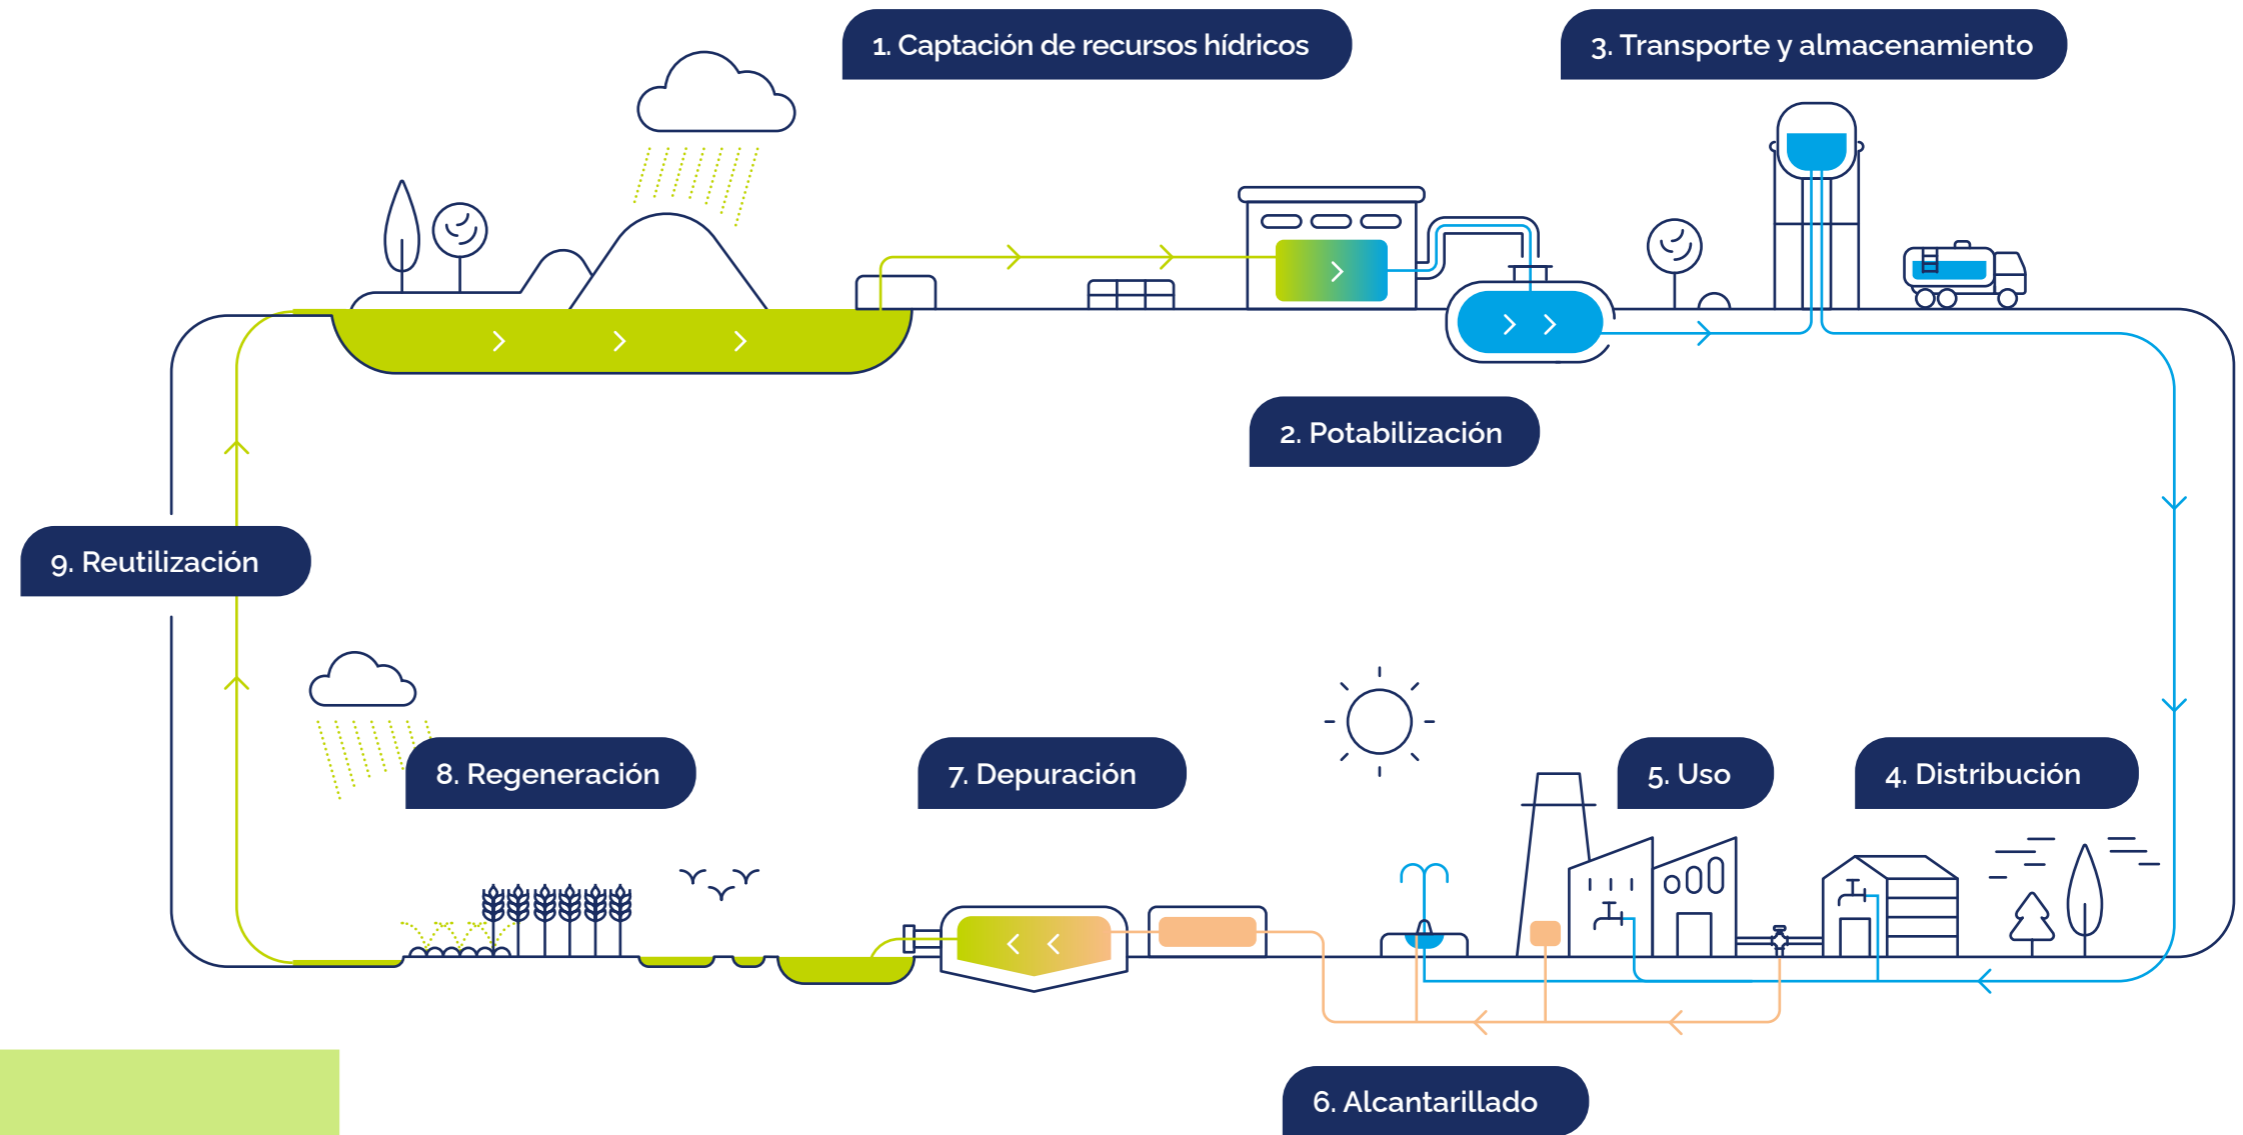 1. Captación de recursos hídricos
3. Transporte y almacenamiento
2. Potabilización
9. Reutilización
8. Regeneración
7. Depuración
5. Uso
4. Distribución
6. Alcantarillado